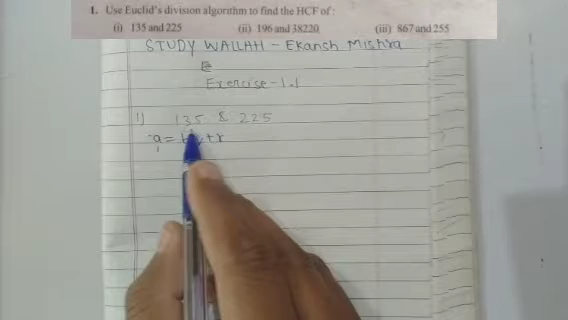 1. Use Euclid's division algorithm to find the HCF of :
(i) 135 and 225 (ii) 196 and 38220 (iii) 867 and 255
STUDY WALLAH - Ekansh Mishra
Exercise-1.1
1) 135 & 225
a = b +r